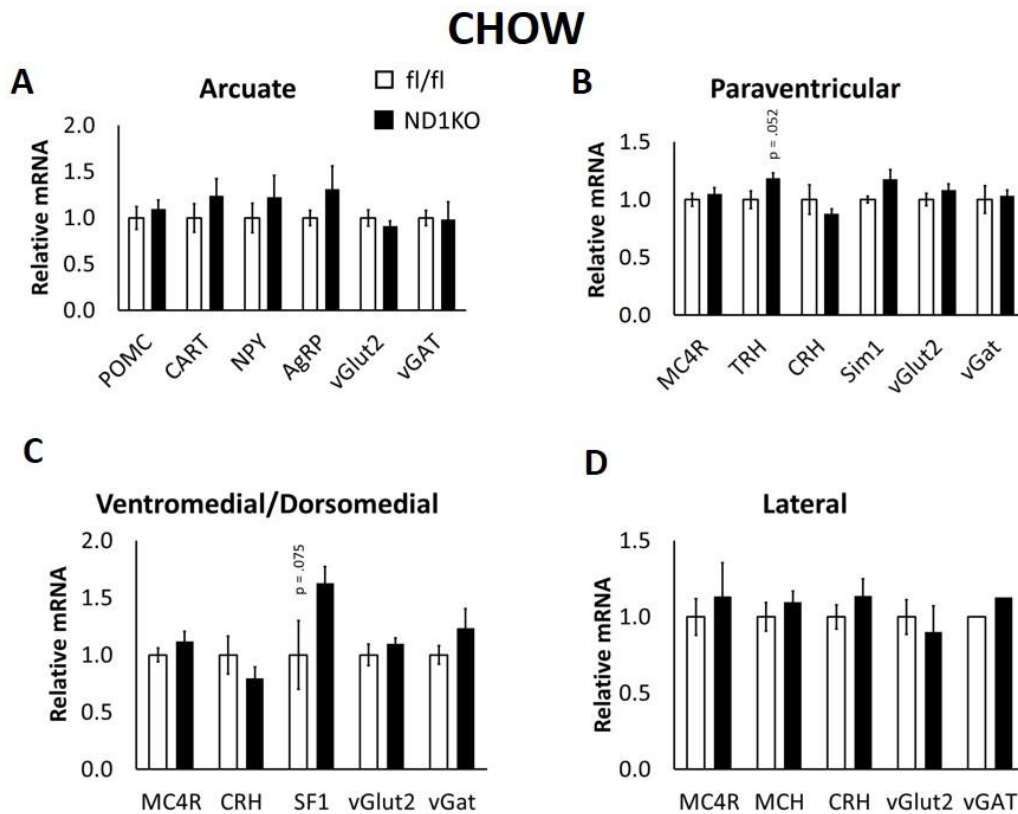 CHOW
A
Arcuate
fl/fl
ND1KO
Relative mRNA
2.0
1.5
1.0
0.5
0.0
POMC
CART
NPY
AgRP
vGlut2
vGAT
B
Paraventricular
p = .052
Relative mRNA
1.5
1.0
0.5
0.0
MC4R
TRH
CRH
Sim1
vGlut2
vGat
C
Ventromedial/Dorsomedial
p = .075
Relative mRNA
2.0
1.5
1.0
0.5
0.0
MC4R CRH SF1 vGlut2 vGat
D
Lateral
Relative mRNA
1.5
1.0
0.5
0.0
MC4R MCH CRH vGlut2 vGAT